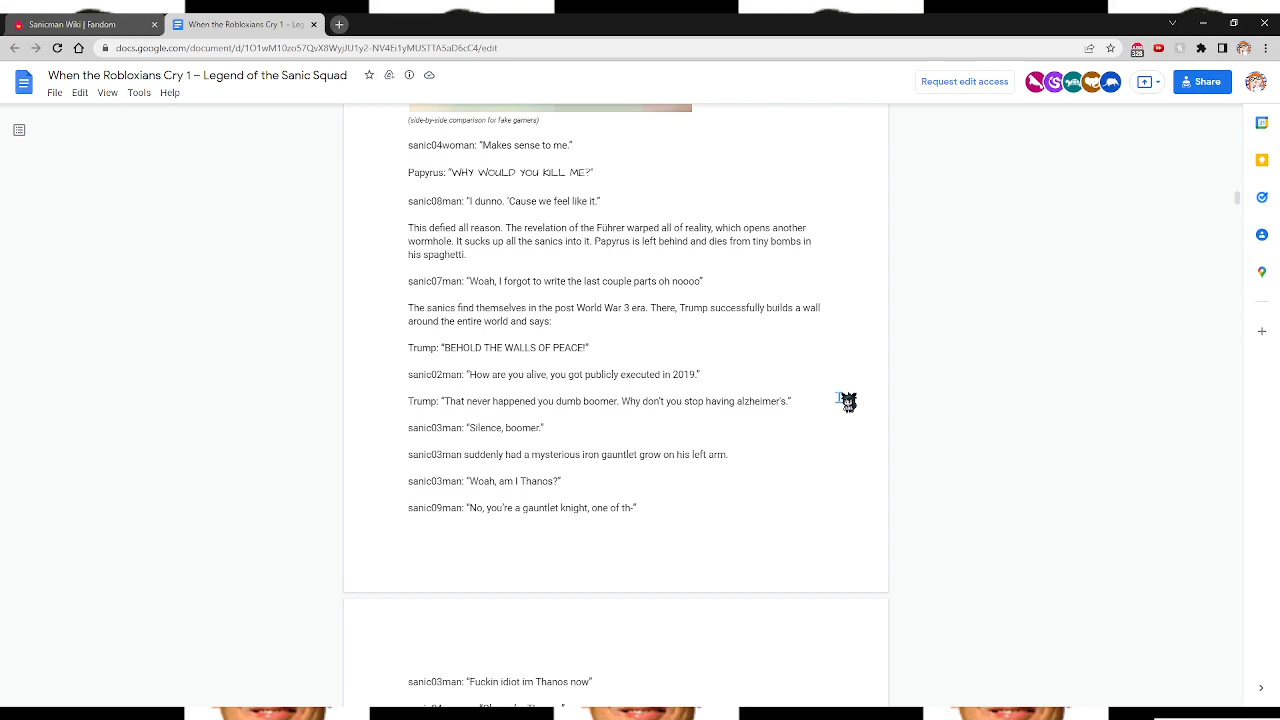 Sanicman Wiki | Fandom
When the Robloxians Cry 1 – Leg
docs.google.com/document/d/1O1wM10zo57QvX8WyjJU1y2-NV4Ei1yMUSTTA5aD6cC4/edit
When the Robloxians Cry 1 – Legend of the Sanic Squad
File Edit View Tools Help
Request edit access
Share
(side-by-side comparison for fake gamers)
sanic04woman: “Makes sense to me.”
Papyrus: “WHY WOULD YOU KILL ME?”
sanic08man: “I dunno. ‘Cause we feel like it.”
This defied all reason. The revelation of the Führer warped all of reality, which opens another
wormhole. It sucks up all the sanics into it. Papyrus is left behind and dies from tiny bombs in
his spaghetti.
sanic07man: “Woah, I forgot to write the last couple parts oh noooo”
The sanics find themselves in the post World War 3 era. There, Trump successfully builds a wall
around the entire world and says:
Trump: “BEHOLD THE WALLS OF PEACE!”
sanic02man: “How are you alive, you got publicly executed in 2019.”
Trump: “That never happened you dumb boomer. Why don’t you stop having alzheimer’s.”
sanic03man: “Silence, boomer.”
sanic03man suddenly had a mysterious iron gauntlet grow on his left arm.
sanic03man: “Woah, am I Thanos?”
sanic09man: “No, you’re a gauntlet knight, one of th-”
sanic03man: “Fuckin idiot im Thanos now”